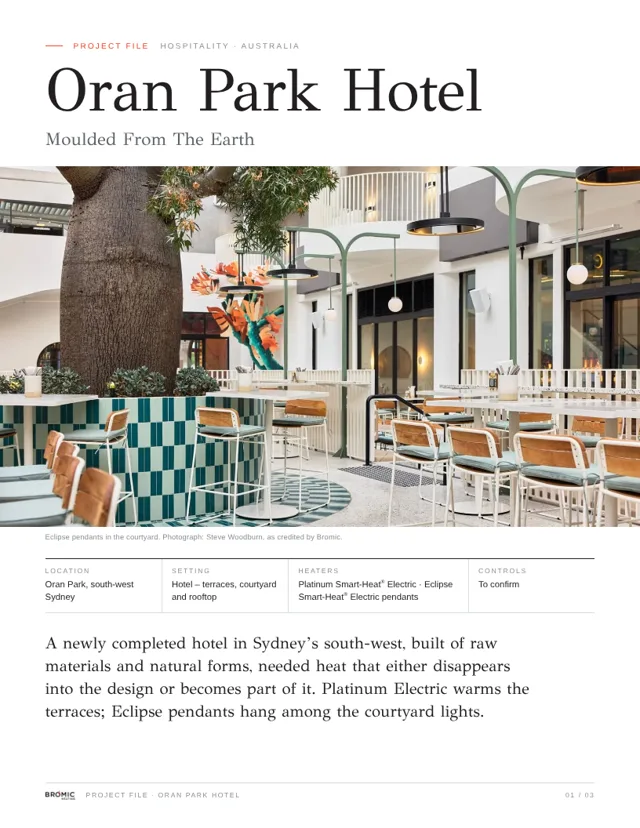 PROJECT FILE HOSPITALITY · AUSTRALIA
Oran Park Hotel
Moulded From The Earth
Eclipse pendants in the courtyard. Photograph: Steve Woodburn, as credited by Bromic.
LOCATION
Oran Park, south-west
Sydney
SETTING
Hotel – terraces, courtyard
and rooftop
HEATERS
Platinum Smart-Heat® Electric · Eclipse
Smart-Heat® Electric pendants
CONTROLS
To confirm
A newly completed hotel in Sydney’s south-west, built of raw
materials and natural forms, needed heat that either disappears
into the design or becomes part of it. Platinum Electric warms the
terraces; Eclipse pendants hang among the courtyard lights.
BROMIC
PROJECT FILE · ORAN PARK HOTEL
01 / 03